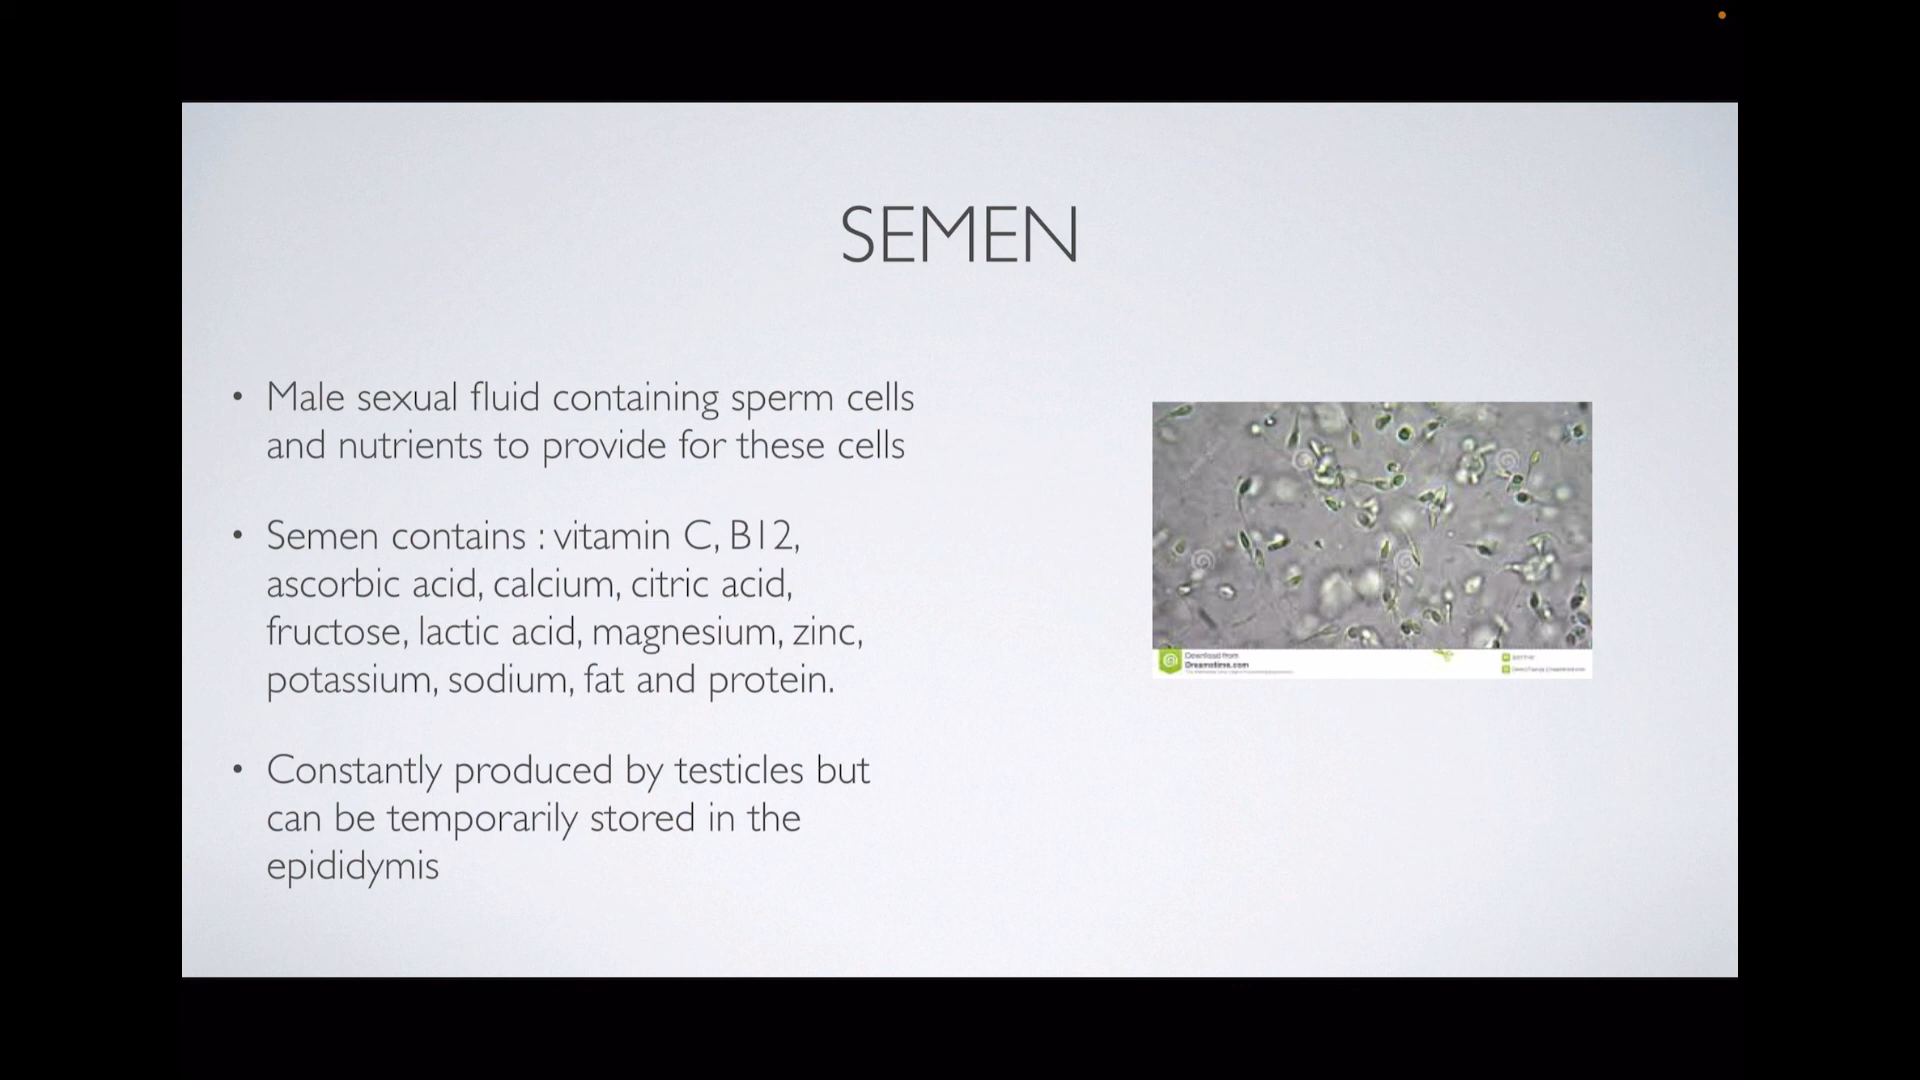 SEMEN
• Male sexual fluid containing sperm cells
and nutrients to provide for these cells
• Semen contains : vitamin C, B12,
ascorbic acid, calcium, citric acid,
fructose, lactic acid, magnesium, zinc,
potassium, sodium, fat and protein.
• Constantly produced by testicles but
can be temporarily stored in the
epididymis
Download from
Dreamstime.com